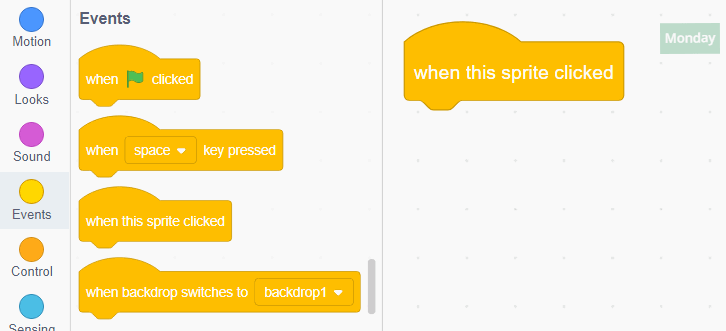 Motion
Looks
Sound
Events
Control
Sensing
Events
when clicked
when space key pressed
when this sprite clicked
when backdrop switches to backdrop1
when this sprite clicked
Monday